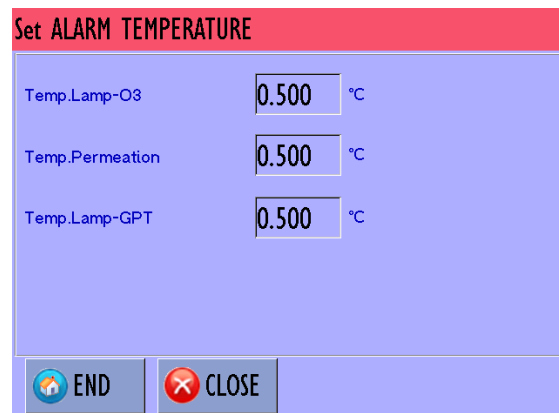 Set ALARM TEMPERATURE
Temp.Lamp-O3 0.500 °C
Temp.Permeation 0.500 °C
Temp.Lamp-GPT 0.500 °C
END CLOSE